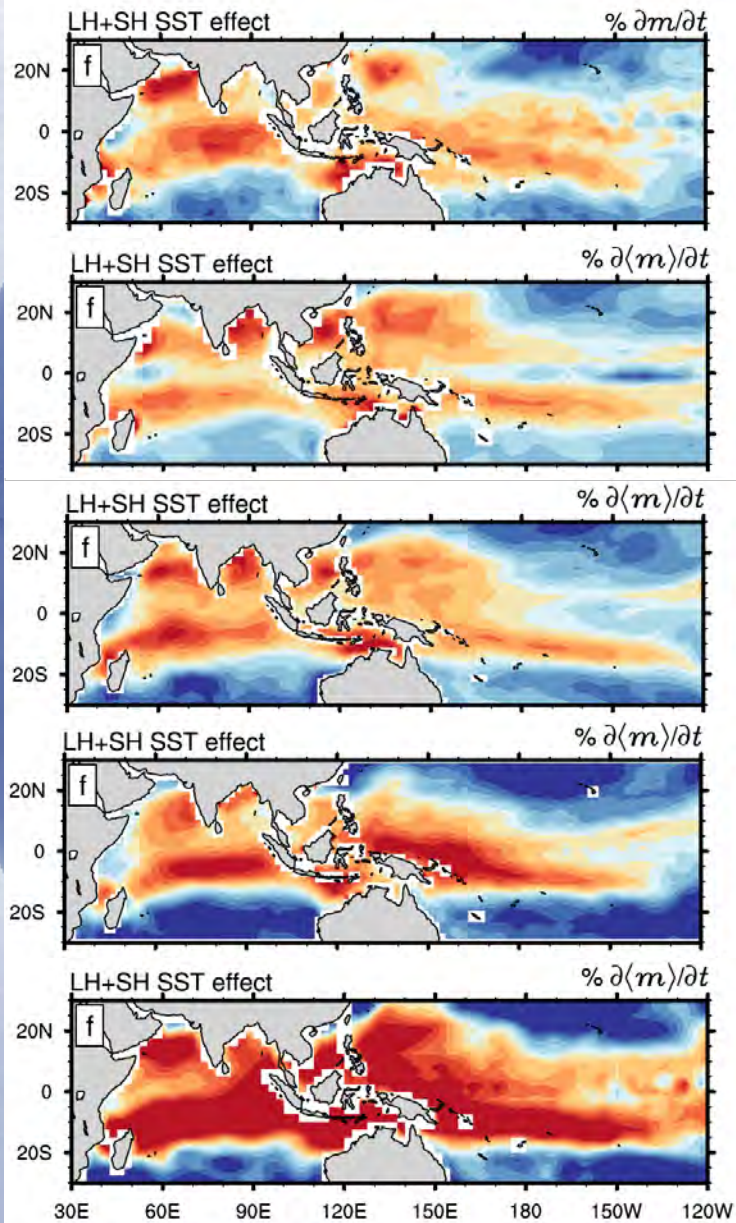 LH+SH SST effect % ∂m/∂t
f
20N
0
20S
LH+SH SST effect % ∂⟨m⟩/∂t
f
20N
0
20S
LH+SH SST effect % ∂⟨m⟩/∂t
f
20N
0
20S
LH+SH SST effect % ∂⟨m⟩/∂t
f
20N
0
20S
LH+SH SST effect % ∂⟨m⟩/∂t
f
20N
0
20S
30E 60E 90E 120E 150E 180 150W 120W